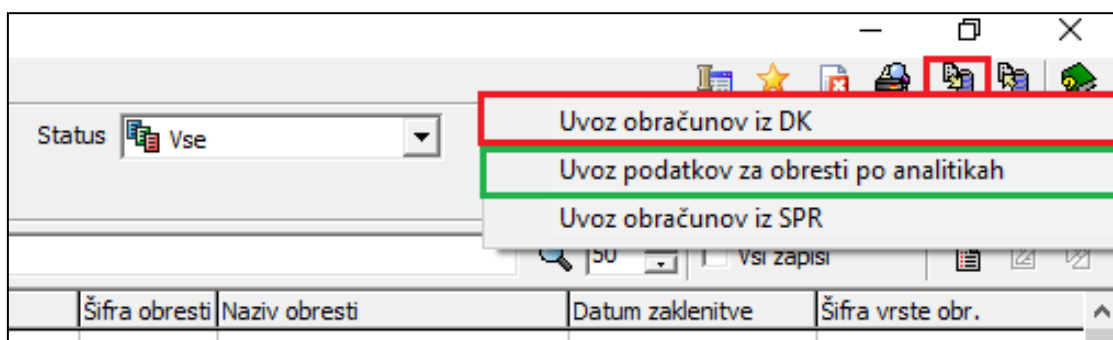 Status Vse
Uvoz obračunov iz DK
Uvoz podatkov za obresti po analitikah
Uvoz obračunov iz SPR
50 Vsi zapisi
Šifra obresti Naziv obresti Datum zaklenitve Šifra vrste obr.